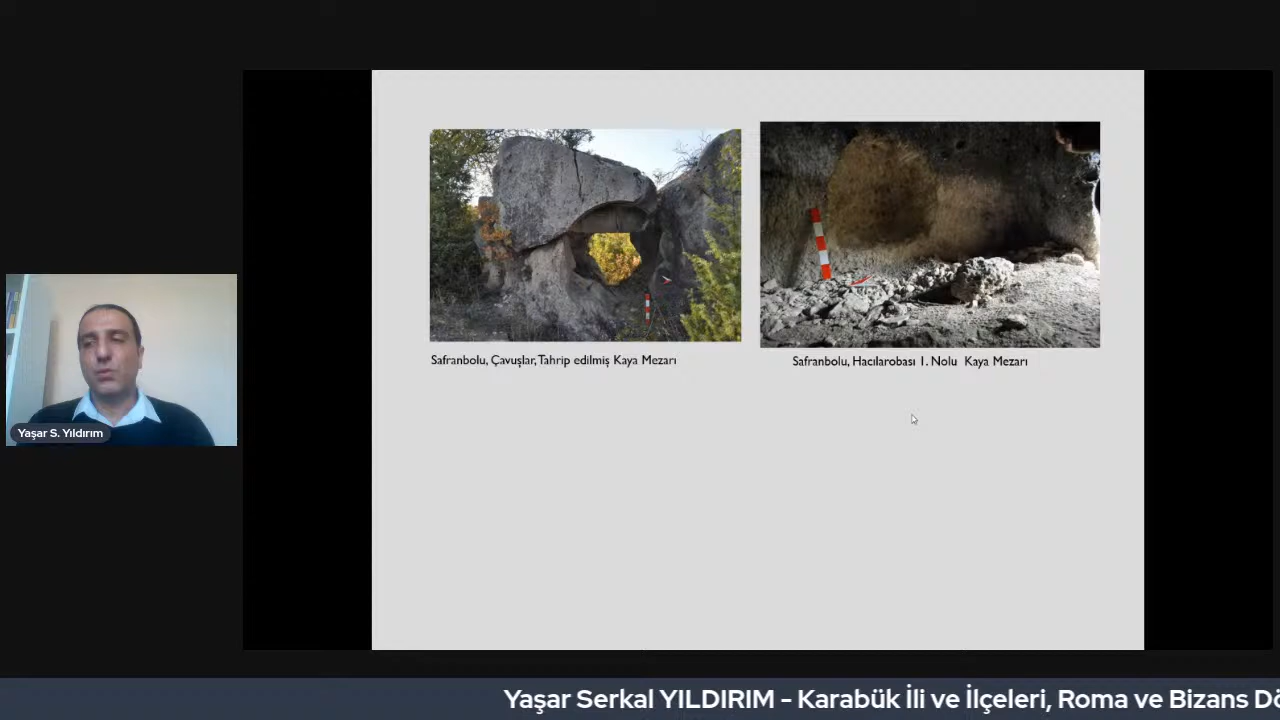 Safranbolu, Çavuşlar, Tahrip edilmiş Kaya Mezarı
Safranbolu, Hacılarobası 1. Nolu Kaya Mezarı
Yaşar S. Yıldırım
Yaşar Serkal YILDIRIM - Karabük İli ve İlçeleri, Roma ve Bizans